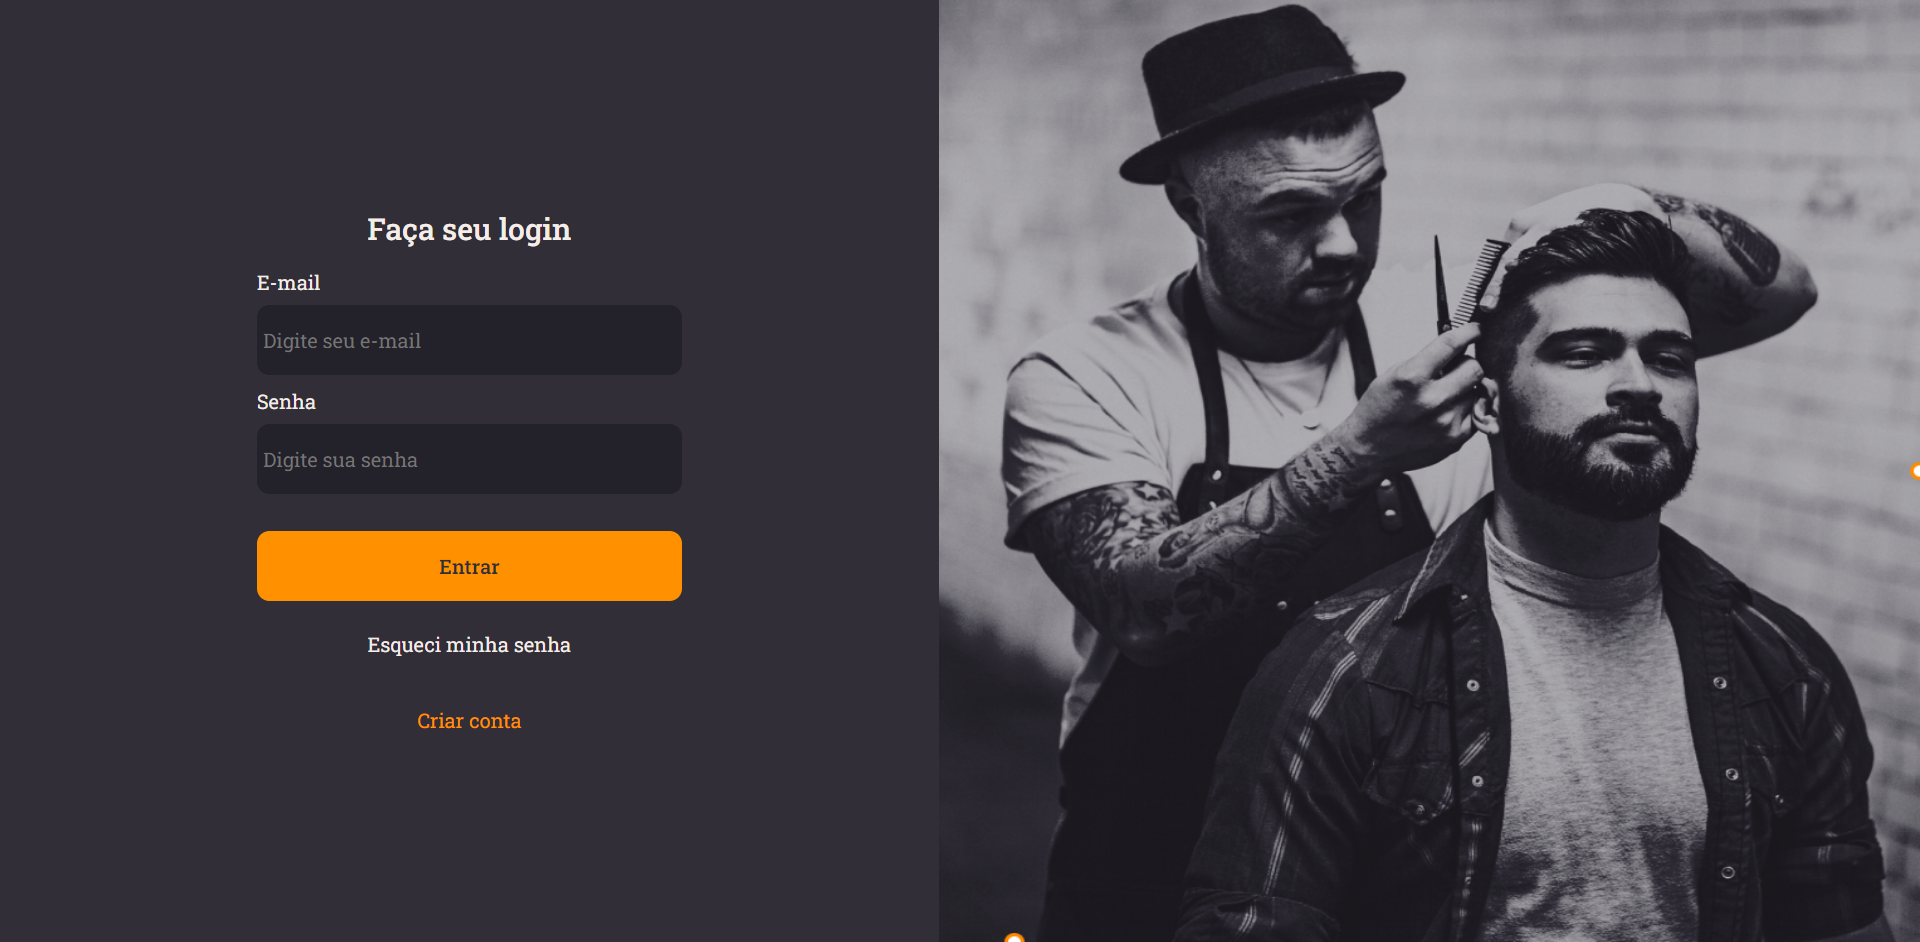 Faça seu login
E-mail
Digite seu e-mail
Senha
Digite sua senha
Entrar
Esqueci minha senha
Criar conta